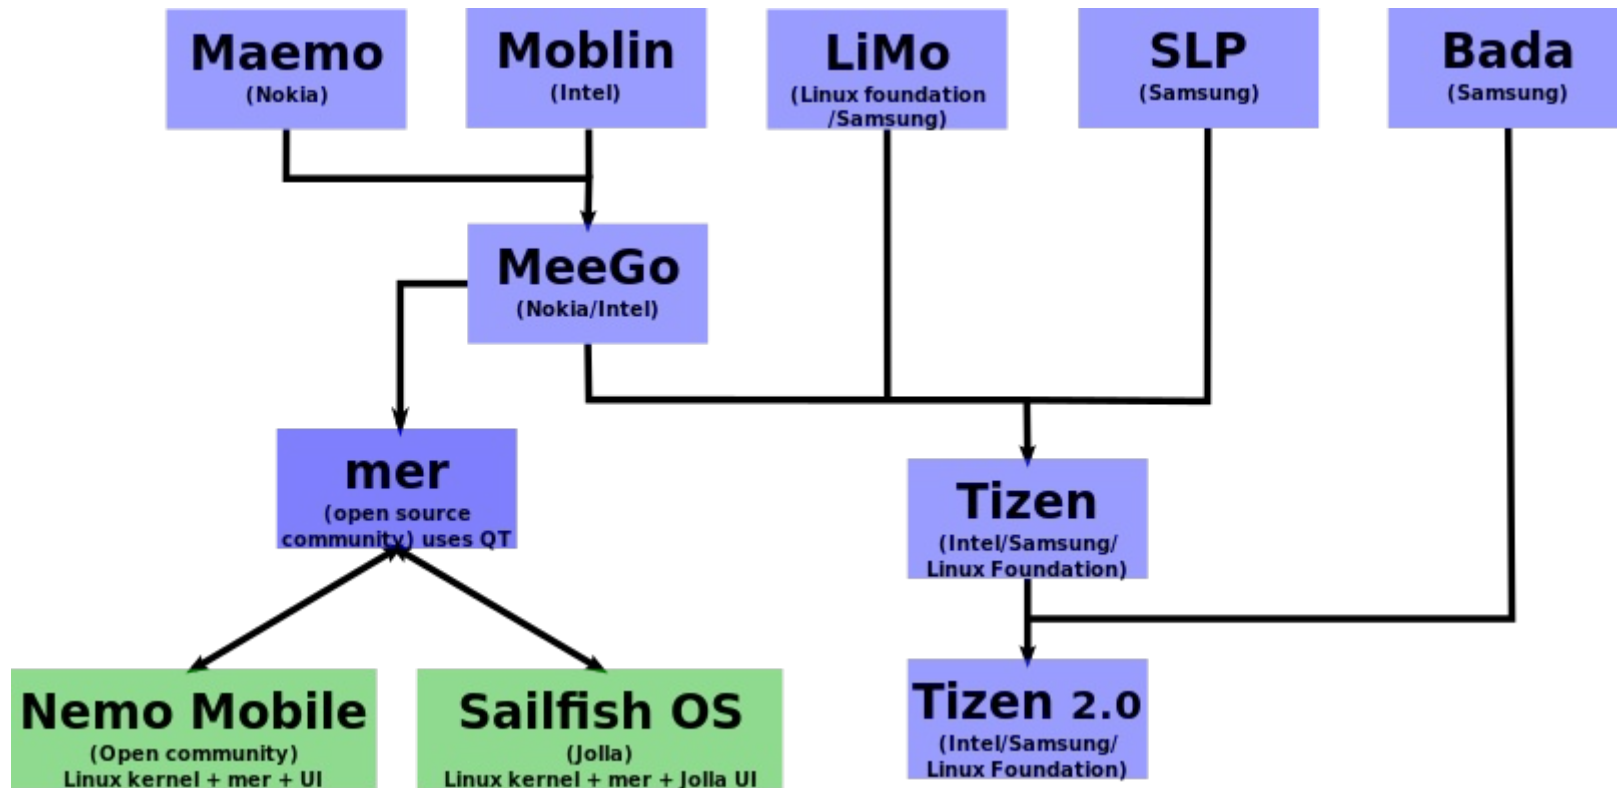 Maemo
(Nokia)
Moblin
(Intel)
LiMo
(Linux foundation
/Samsung)
SLP
(Samsung)
Bada
(Samsung)
MeeGo
(Nokia/Intel)
mer
(open source
community) uses QT
Tizen
(Intel/Samsung/
Linux Foundation)
Nemo Mobile
(Open community)
Linux kernel + mer + UI
Sailfish OS
(Jolla)
Linux kernel + mer + Jolla UI
Tizen 2.0
(Intel/Samsung/
Linux Foundation)